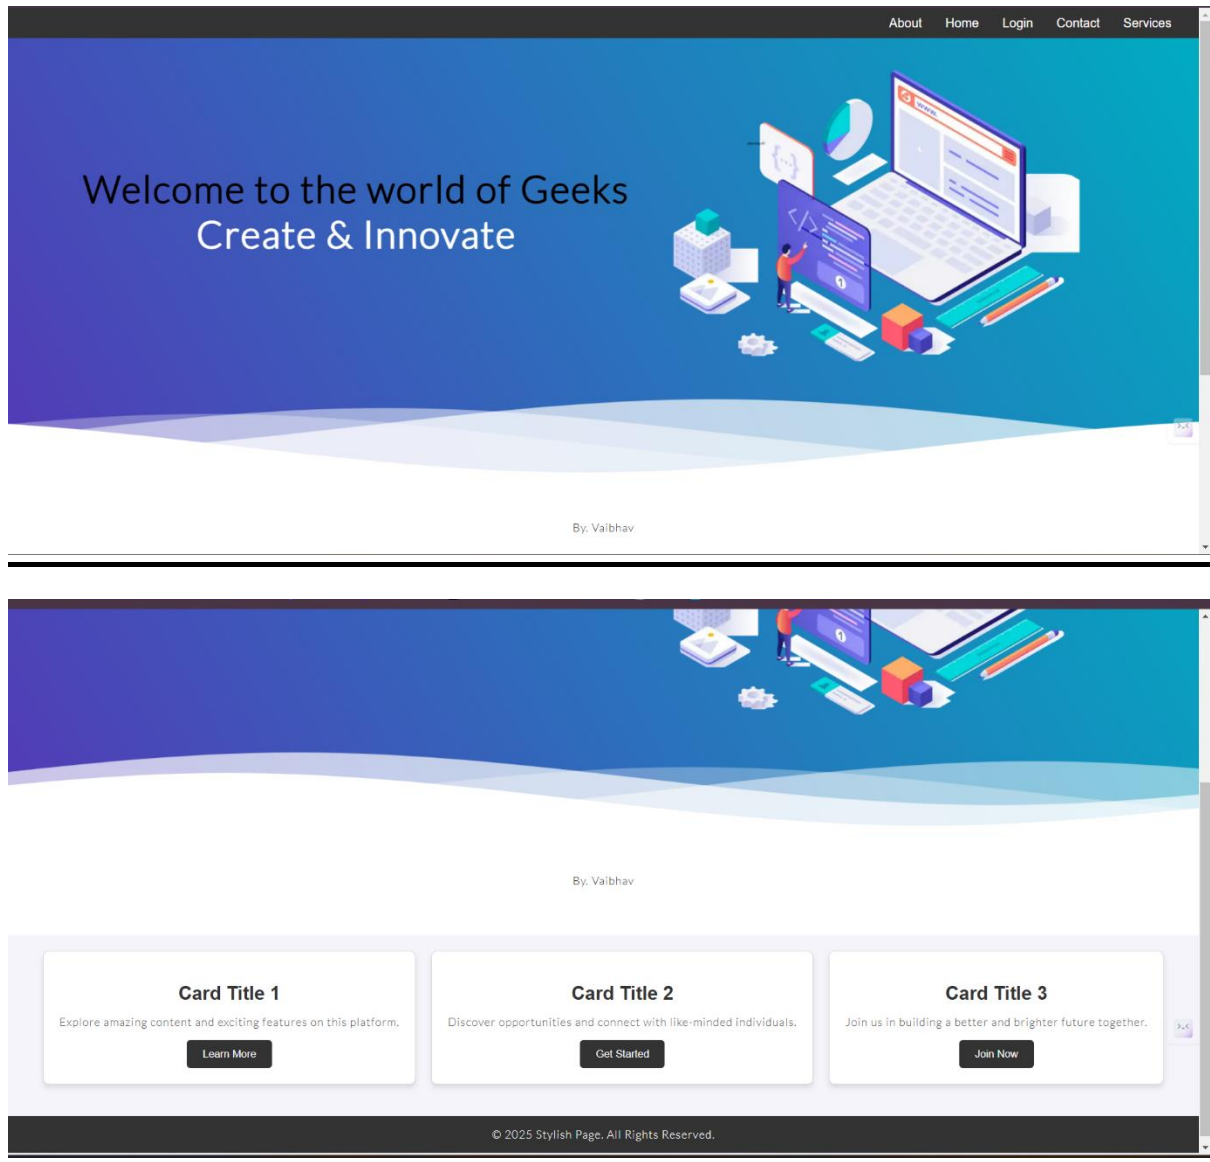 About Home Login Contact Services
www.
{...}
Welcome to the world of Geeks
</>
Create & Innovate
1
By. Vaibhav
1
By. Vaibhav
Card Title 1
Explore amazing content and exciting features on this platform.
Learn More
Card Title 2
Discover opportunities and connect with like-minded individuals.
Get Started
Card Title 3
Join us in building a better and brighter future together.
Join Now
© 2025 Stylish Page. All Rights Reserved.